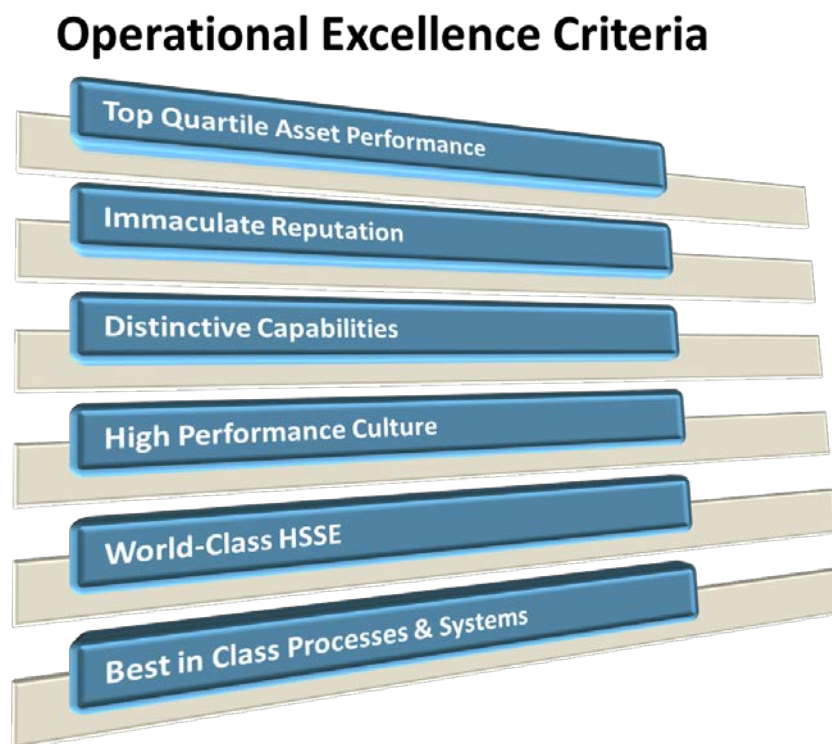 Operational Excellence Criteria
Top Quartile Asset Performance
Immaculate Reputation
Distinctive Capabilities
High Performance Culture
World-Class HSSE
Best in Class Processes & Systems